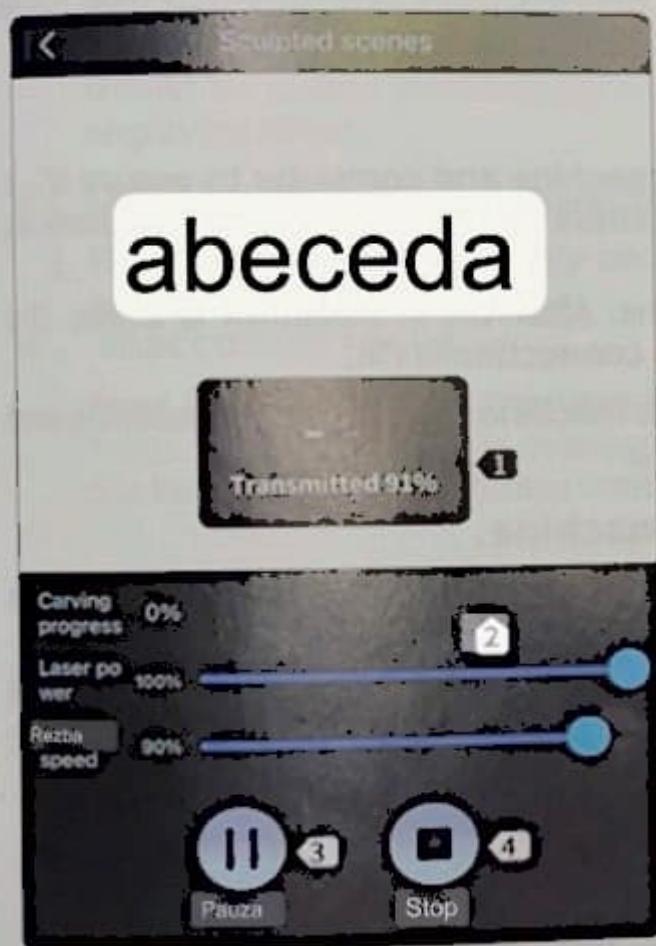 Sculpted scenes
abeceda
Transmitted 91%
1
Carving
progress 0%
2
Laser po
wer 100%
Rezba
speed 90%
3
4
Pauza
Stop